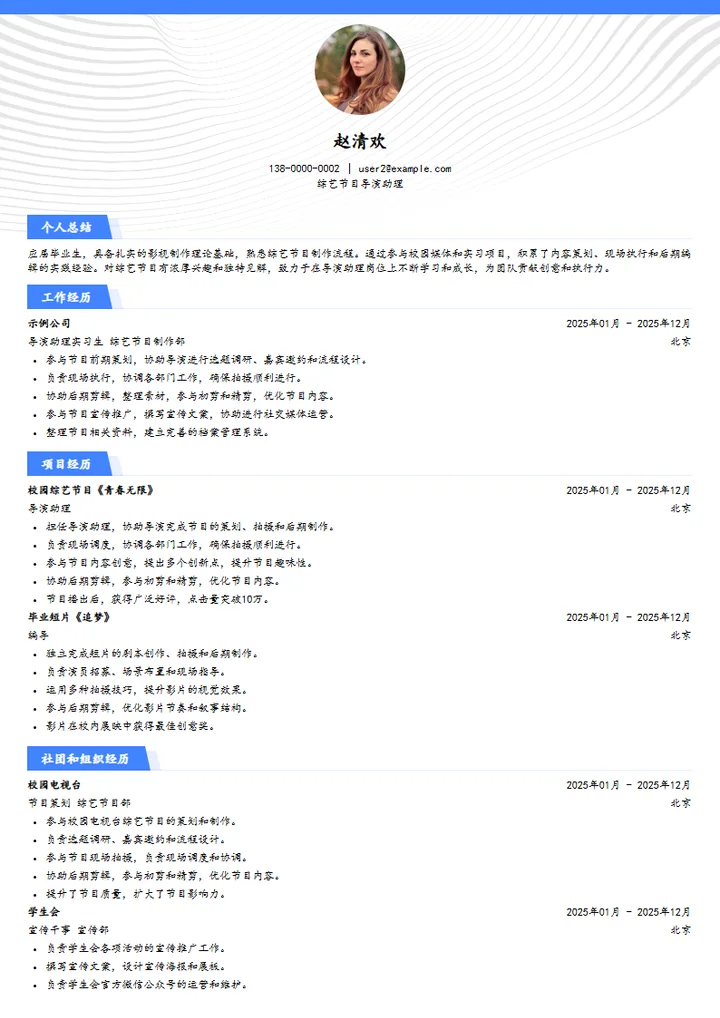 赵清欢
138-0000-0002 | user2@example.com
综艺节目导演助理
个人总结
应届毕业生，具备扎实的影视制作理论基础，熟悉综艺节目制作流程。通过参与校园媒体和实习项目，积累了内容策划、现场执行和后期编
辑的实践经验。对综艺节目有浓厚兴趣和独特见解，致力于在导演助理岗位上不断学习和成长，为团队贡献创意和执行力。
工作经历
示例公司 2025年01月 - 2025年12月
导演助理实习生 综艺节目制作部 北京
• 参与节目前期策划，协助导演进行选题调研、嘉宾邀约和流程设计。
• 负责现场执行，协调各部门工作，确保拍摄顺利进行。
• 协助后期剪辑，整理素材，参与初剪和精剪，优化节目内容。
• 参与节目宣传推广，撰写宣传文案，协助进行社交媒体运营。
• 整理节目相关资料，建立完善的档案管理系统。
项目经历
校园综艺节目《青春无限》 2025年01月 - 2025年12月
导演助理 北京
• 担任导演助理，协助导演完成节目的策划、拍摄和后期制作。
• 负责现场调度，协调各部门工作，确保拍摄顺利进行。
• 参与节目内容创意，提出多个创新点，提升节目趣味性。
• 协助后期剪辑，参与初剪和精剪，优化节目内容。
• 节目播出后，获得广泛好评，点击量突破10万。
毕业短片《追梦》 2025年01月 - 2025年12月
编导 北京
• 独立完成短片的剧本创作、拍摄和后期制作。
• 负责演员招募、场景布置和现场指导。
• 运用多种拍摄技巧，提升影片的视觉效果。
• 参与后期剪辑，优化影片节奏和叙事结构。
• 影片在校内展映中获得最佳创意奖。
社团和组织经历
校园电视台 2025年01月 - 2025年12月
节目策划 综艺节目部 北京
• 参与校园电视台综艺节目的策划和制作。
• 负责选题调研、嘉宾邀约和流程设计。
• 参与节目现场拍摄，负责现场调度和协调。
• 协助后期剪辑，参与初剪和精剪，优化节目内容。
• 提升了节目质量，扩大了节目影响力。
学生会 2025年01月 - 2025年12月
宣传干事 宣传部 北京
• 负责学生会各项活动的宣传推广工作。
• 撰写宣传文案，设计宣传海报和展板。
• 负责学生会官方微信公众号的运营和维护。